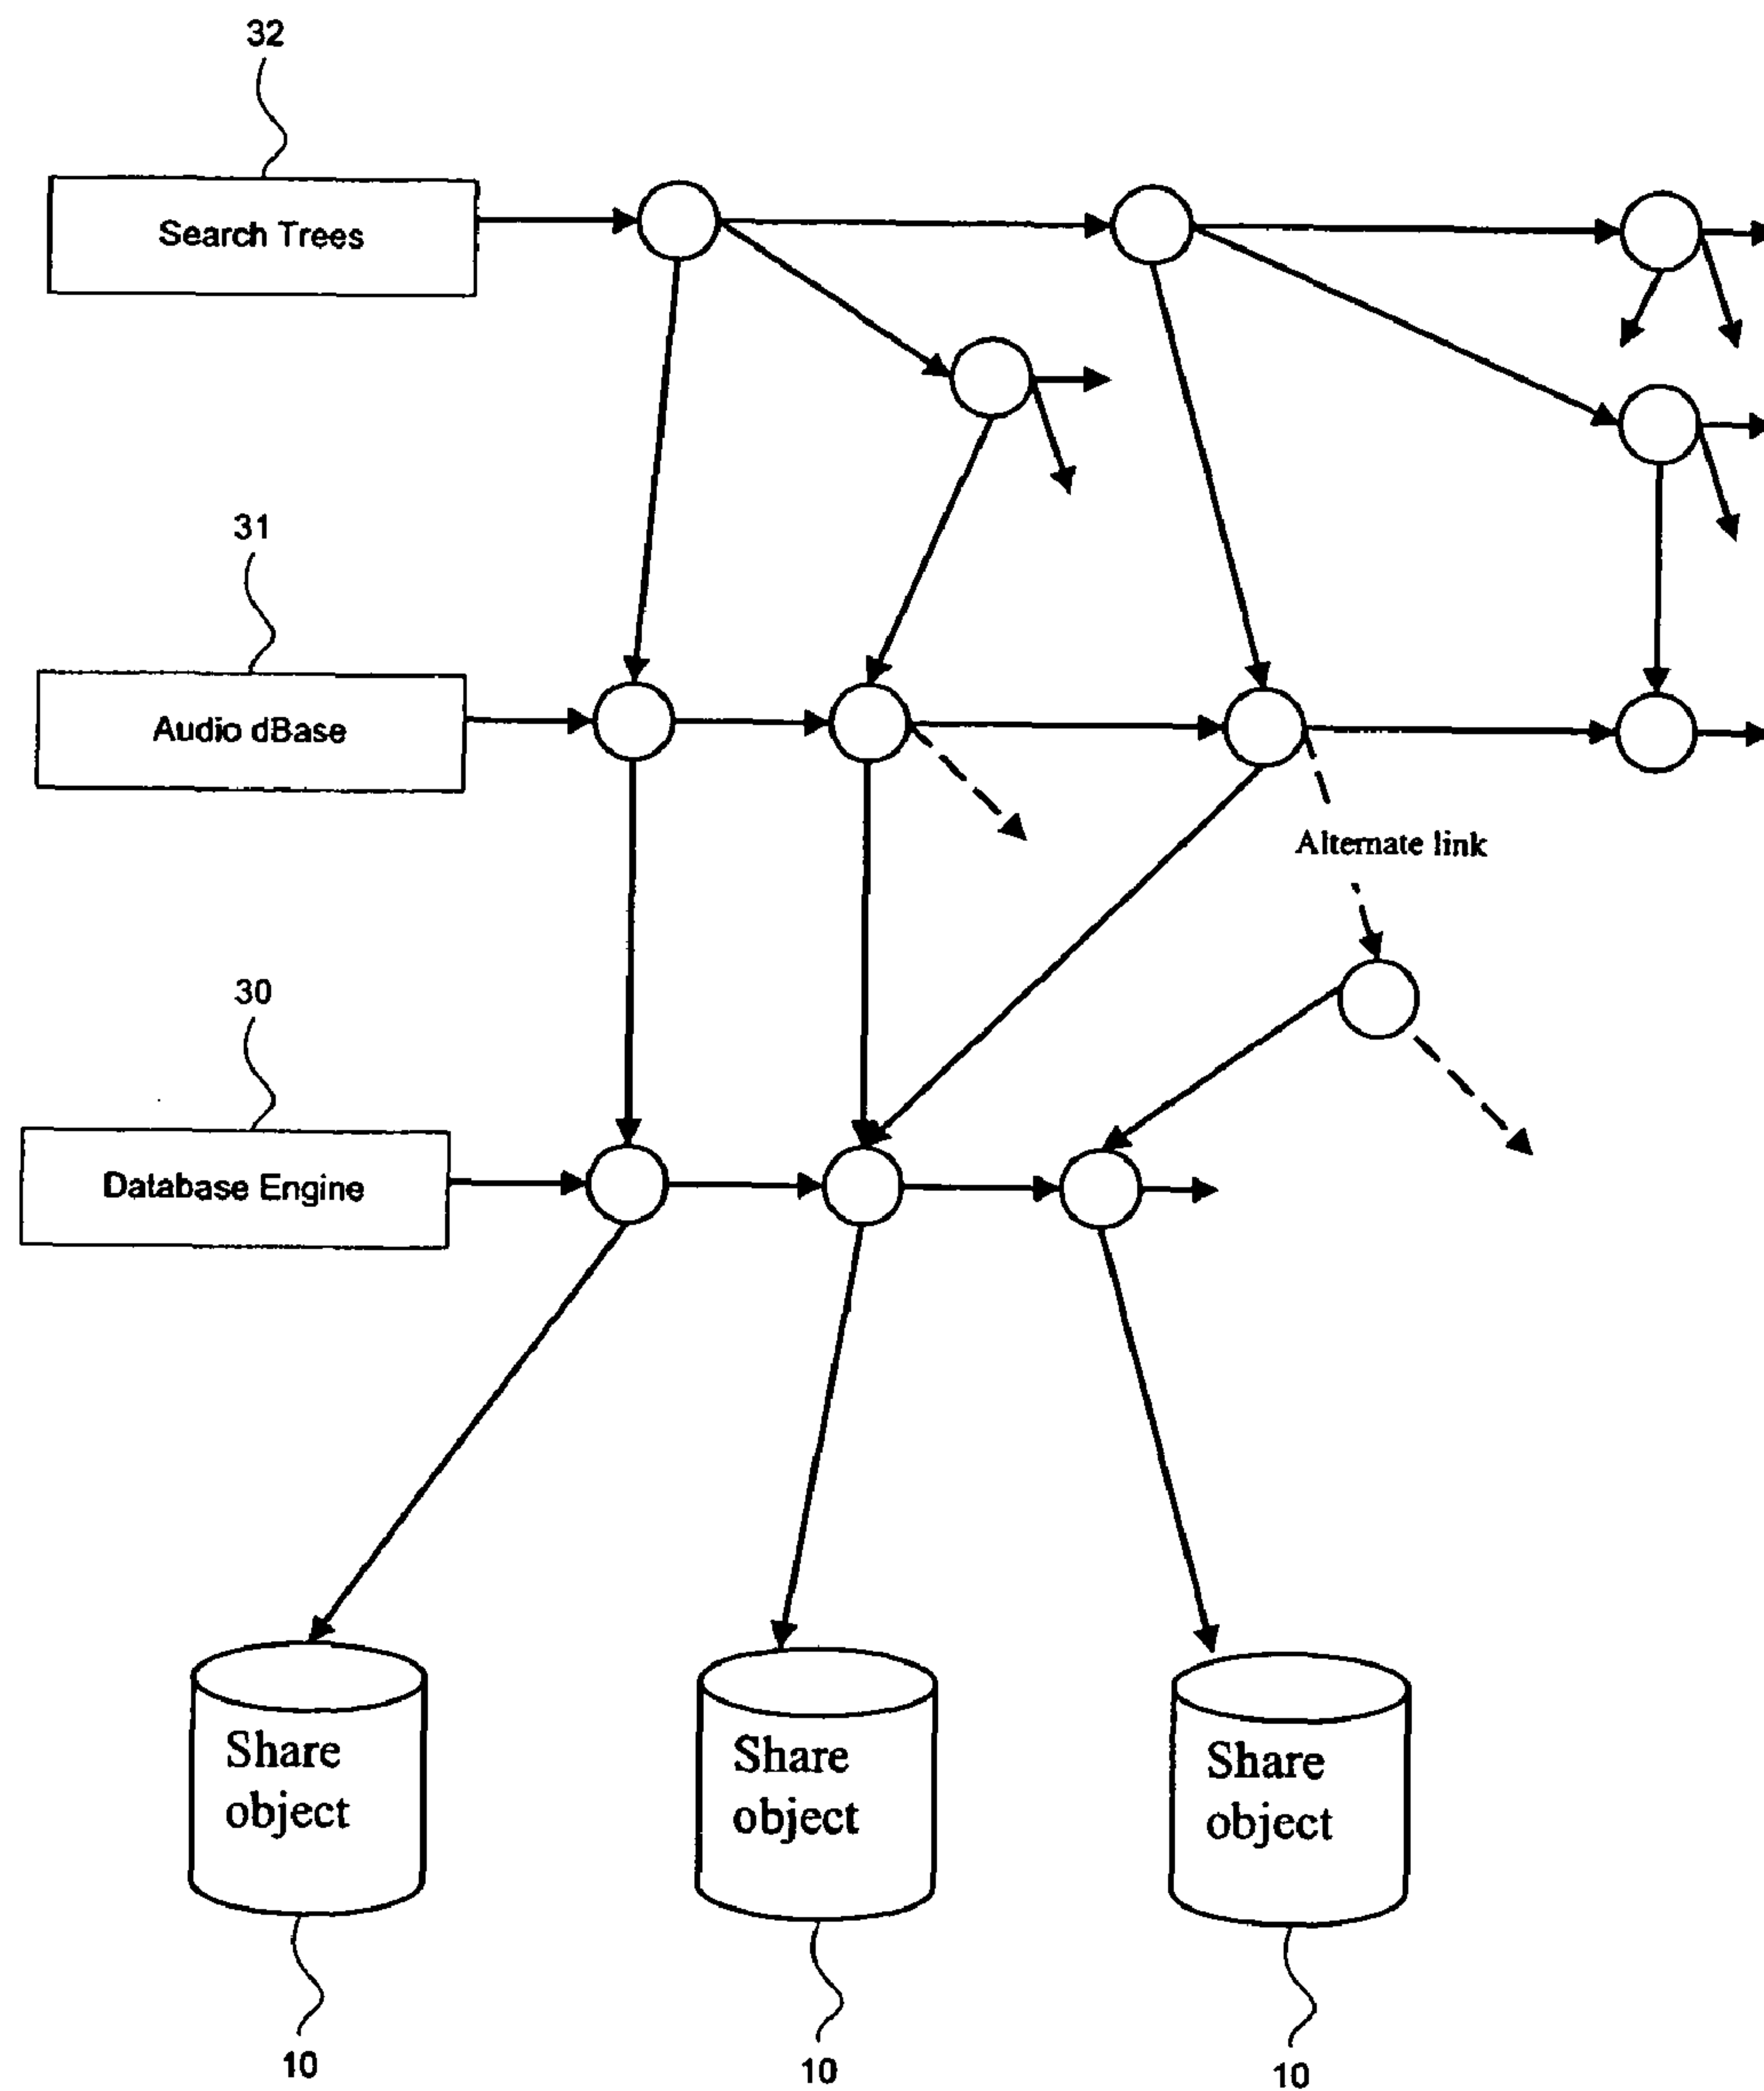 32
Search Trees
31
Audio dBase
Alternate link
30
Database Engine
Share
object
Share
object
Share
object
10
10
10